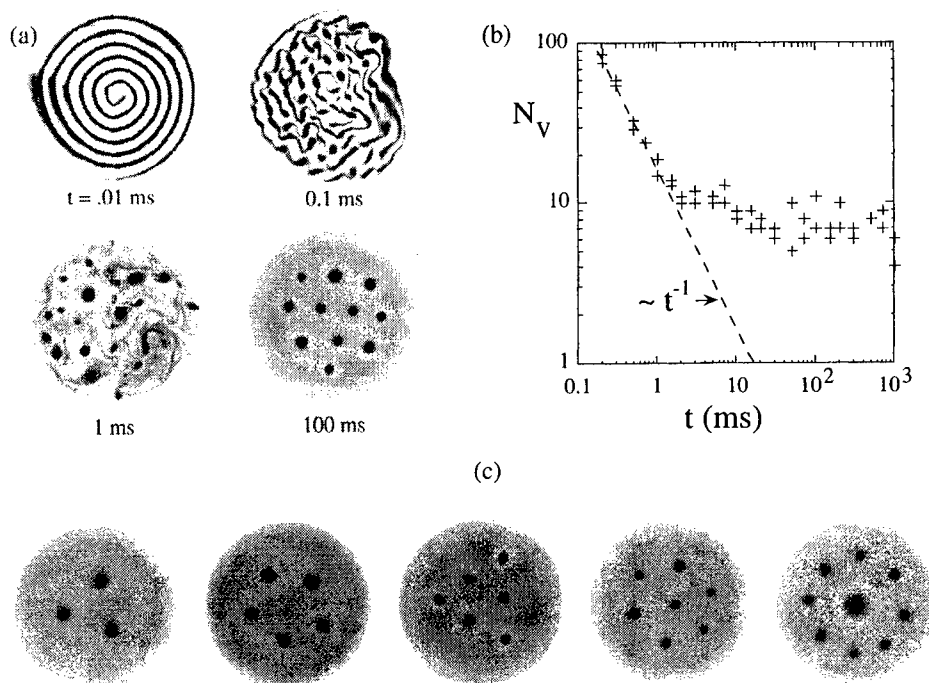 (a)
t = .01 ms
0.1 ms
1 ms
100 ms
(b)
100
N_V
10
~ t^-1
1
0.1 1 10 10^2 10^3
t (ms)
(c)